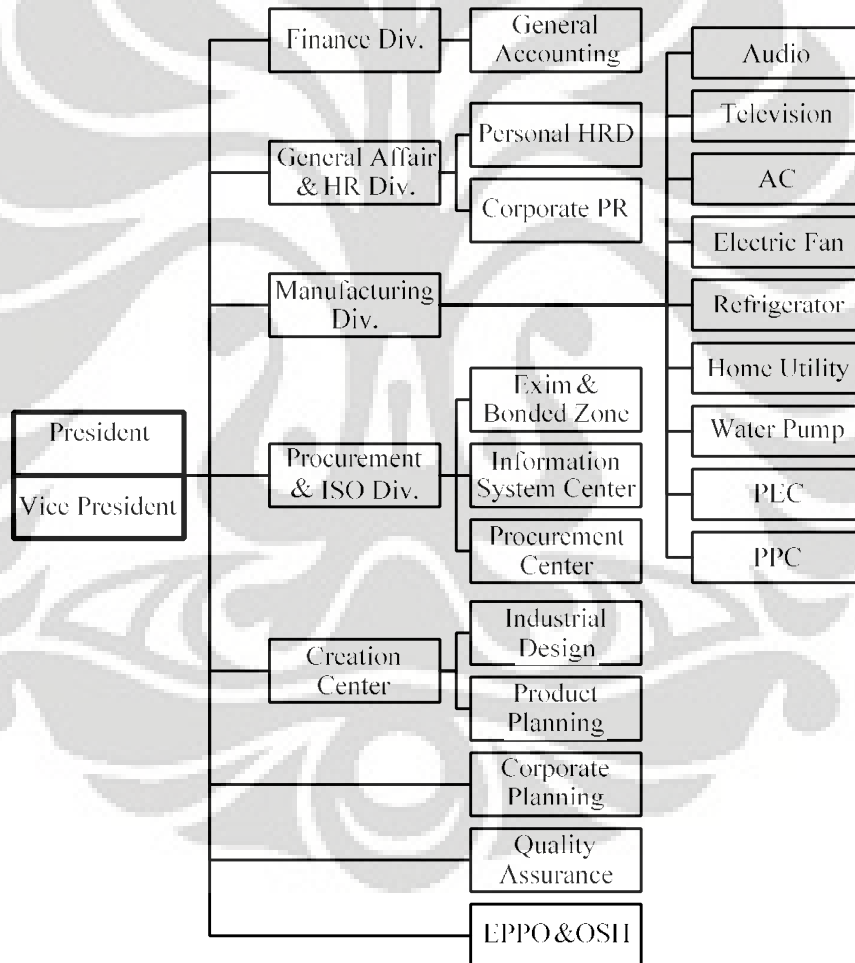 Finance Div.
General
Accounting
Audio
Television
AC
Electric Fan
Refrigerator
Home Utility
Water Pump
PEC
PPC
General Affair
& HR Div.
Personal HRD
Corporate PR
Manufacturing
Div.
President
Vice President
Procurement
& ISO Div.
Exim &
Bonded Zone
Information
System Center
Procurement
Center
Creation
Center
Industrial
Design
Product
Planning
Corporate
Planning
Quality
Assurance
EPPO &OSH